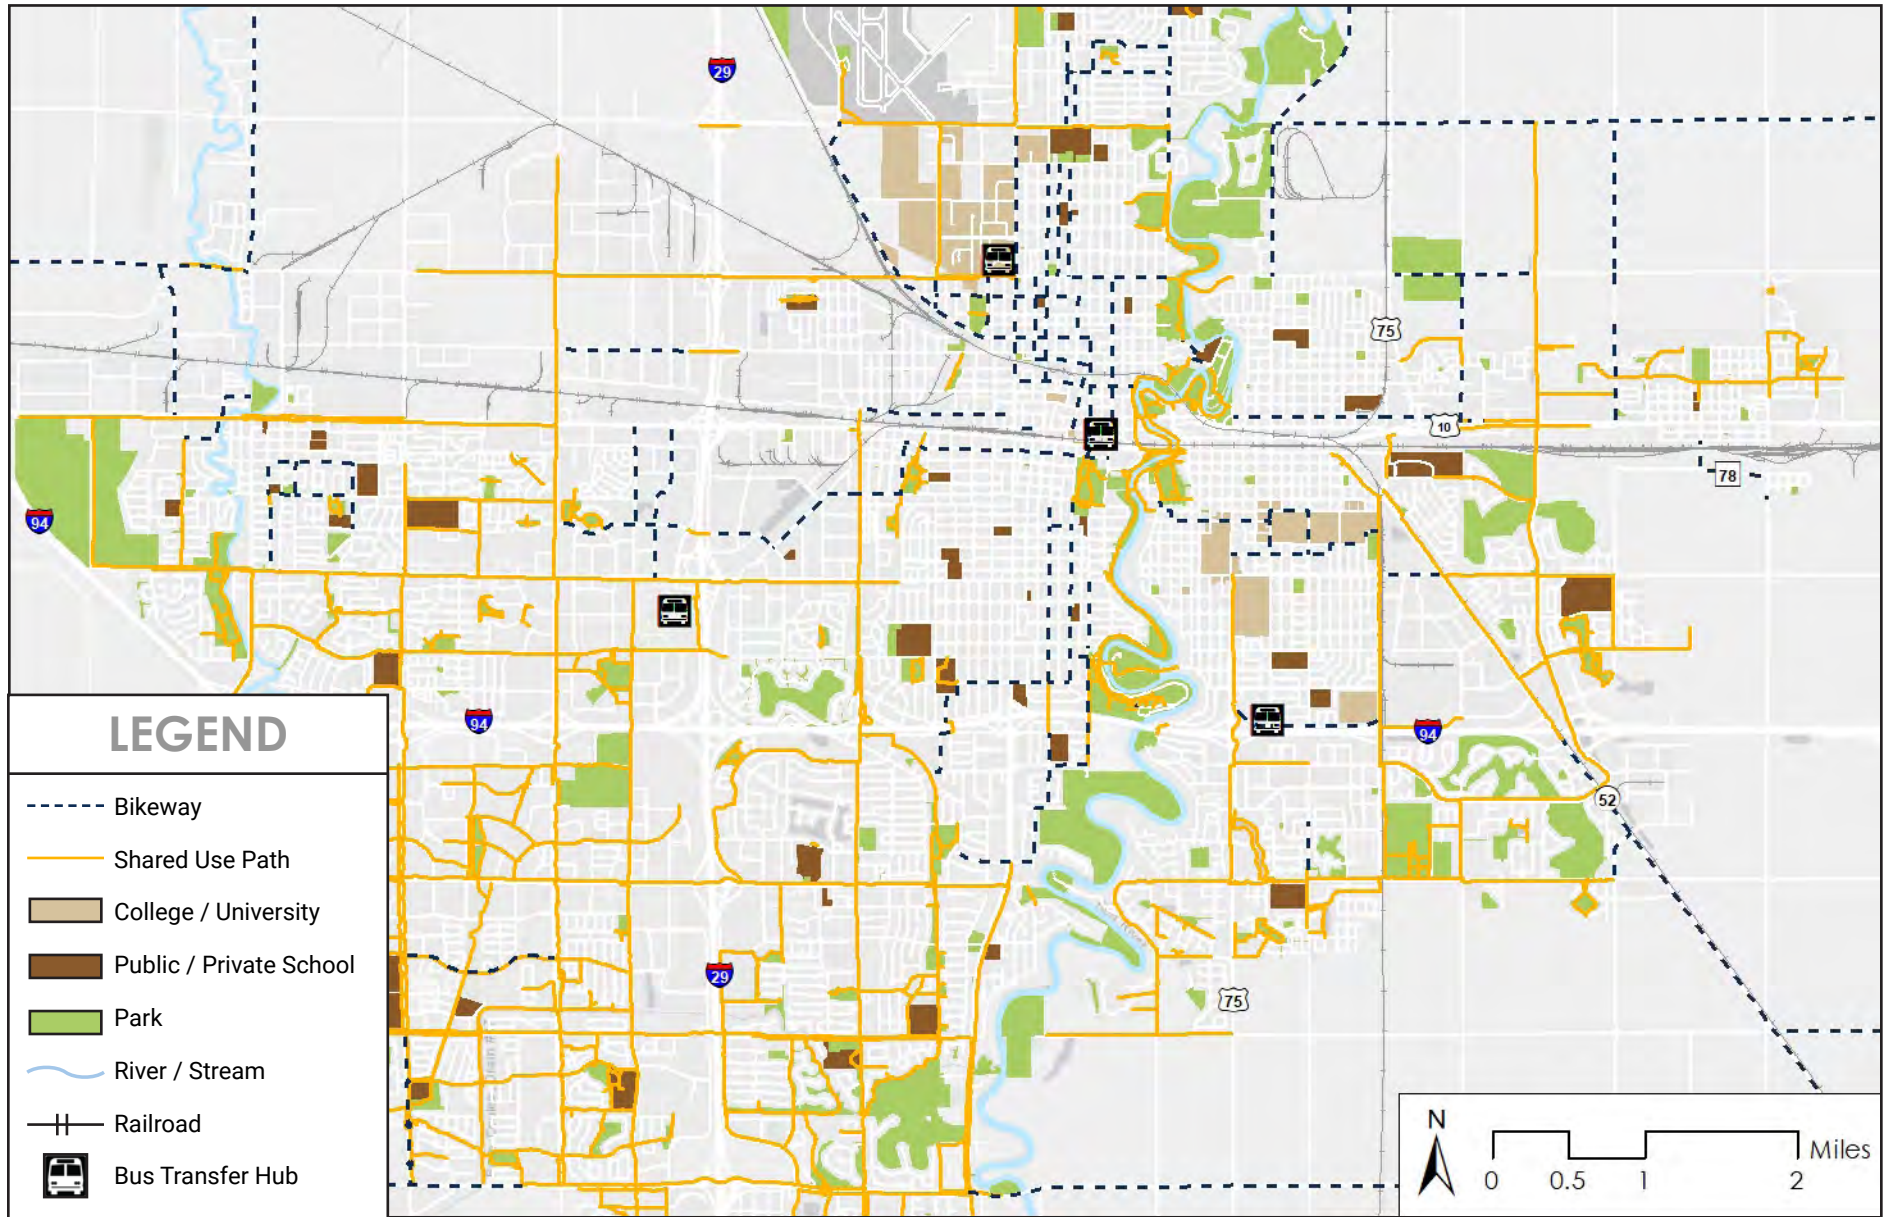 29
75
10
78
94
94
94
52
29
75
LEGEND
Bikeway
Shared Use Path
College / University
Public / Private School
Park
River / Stream
Railroad
Bus Transfer Hub
N
Miles
0
0.5
1
2